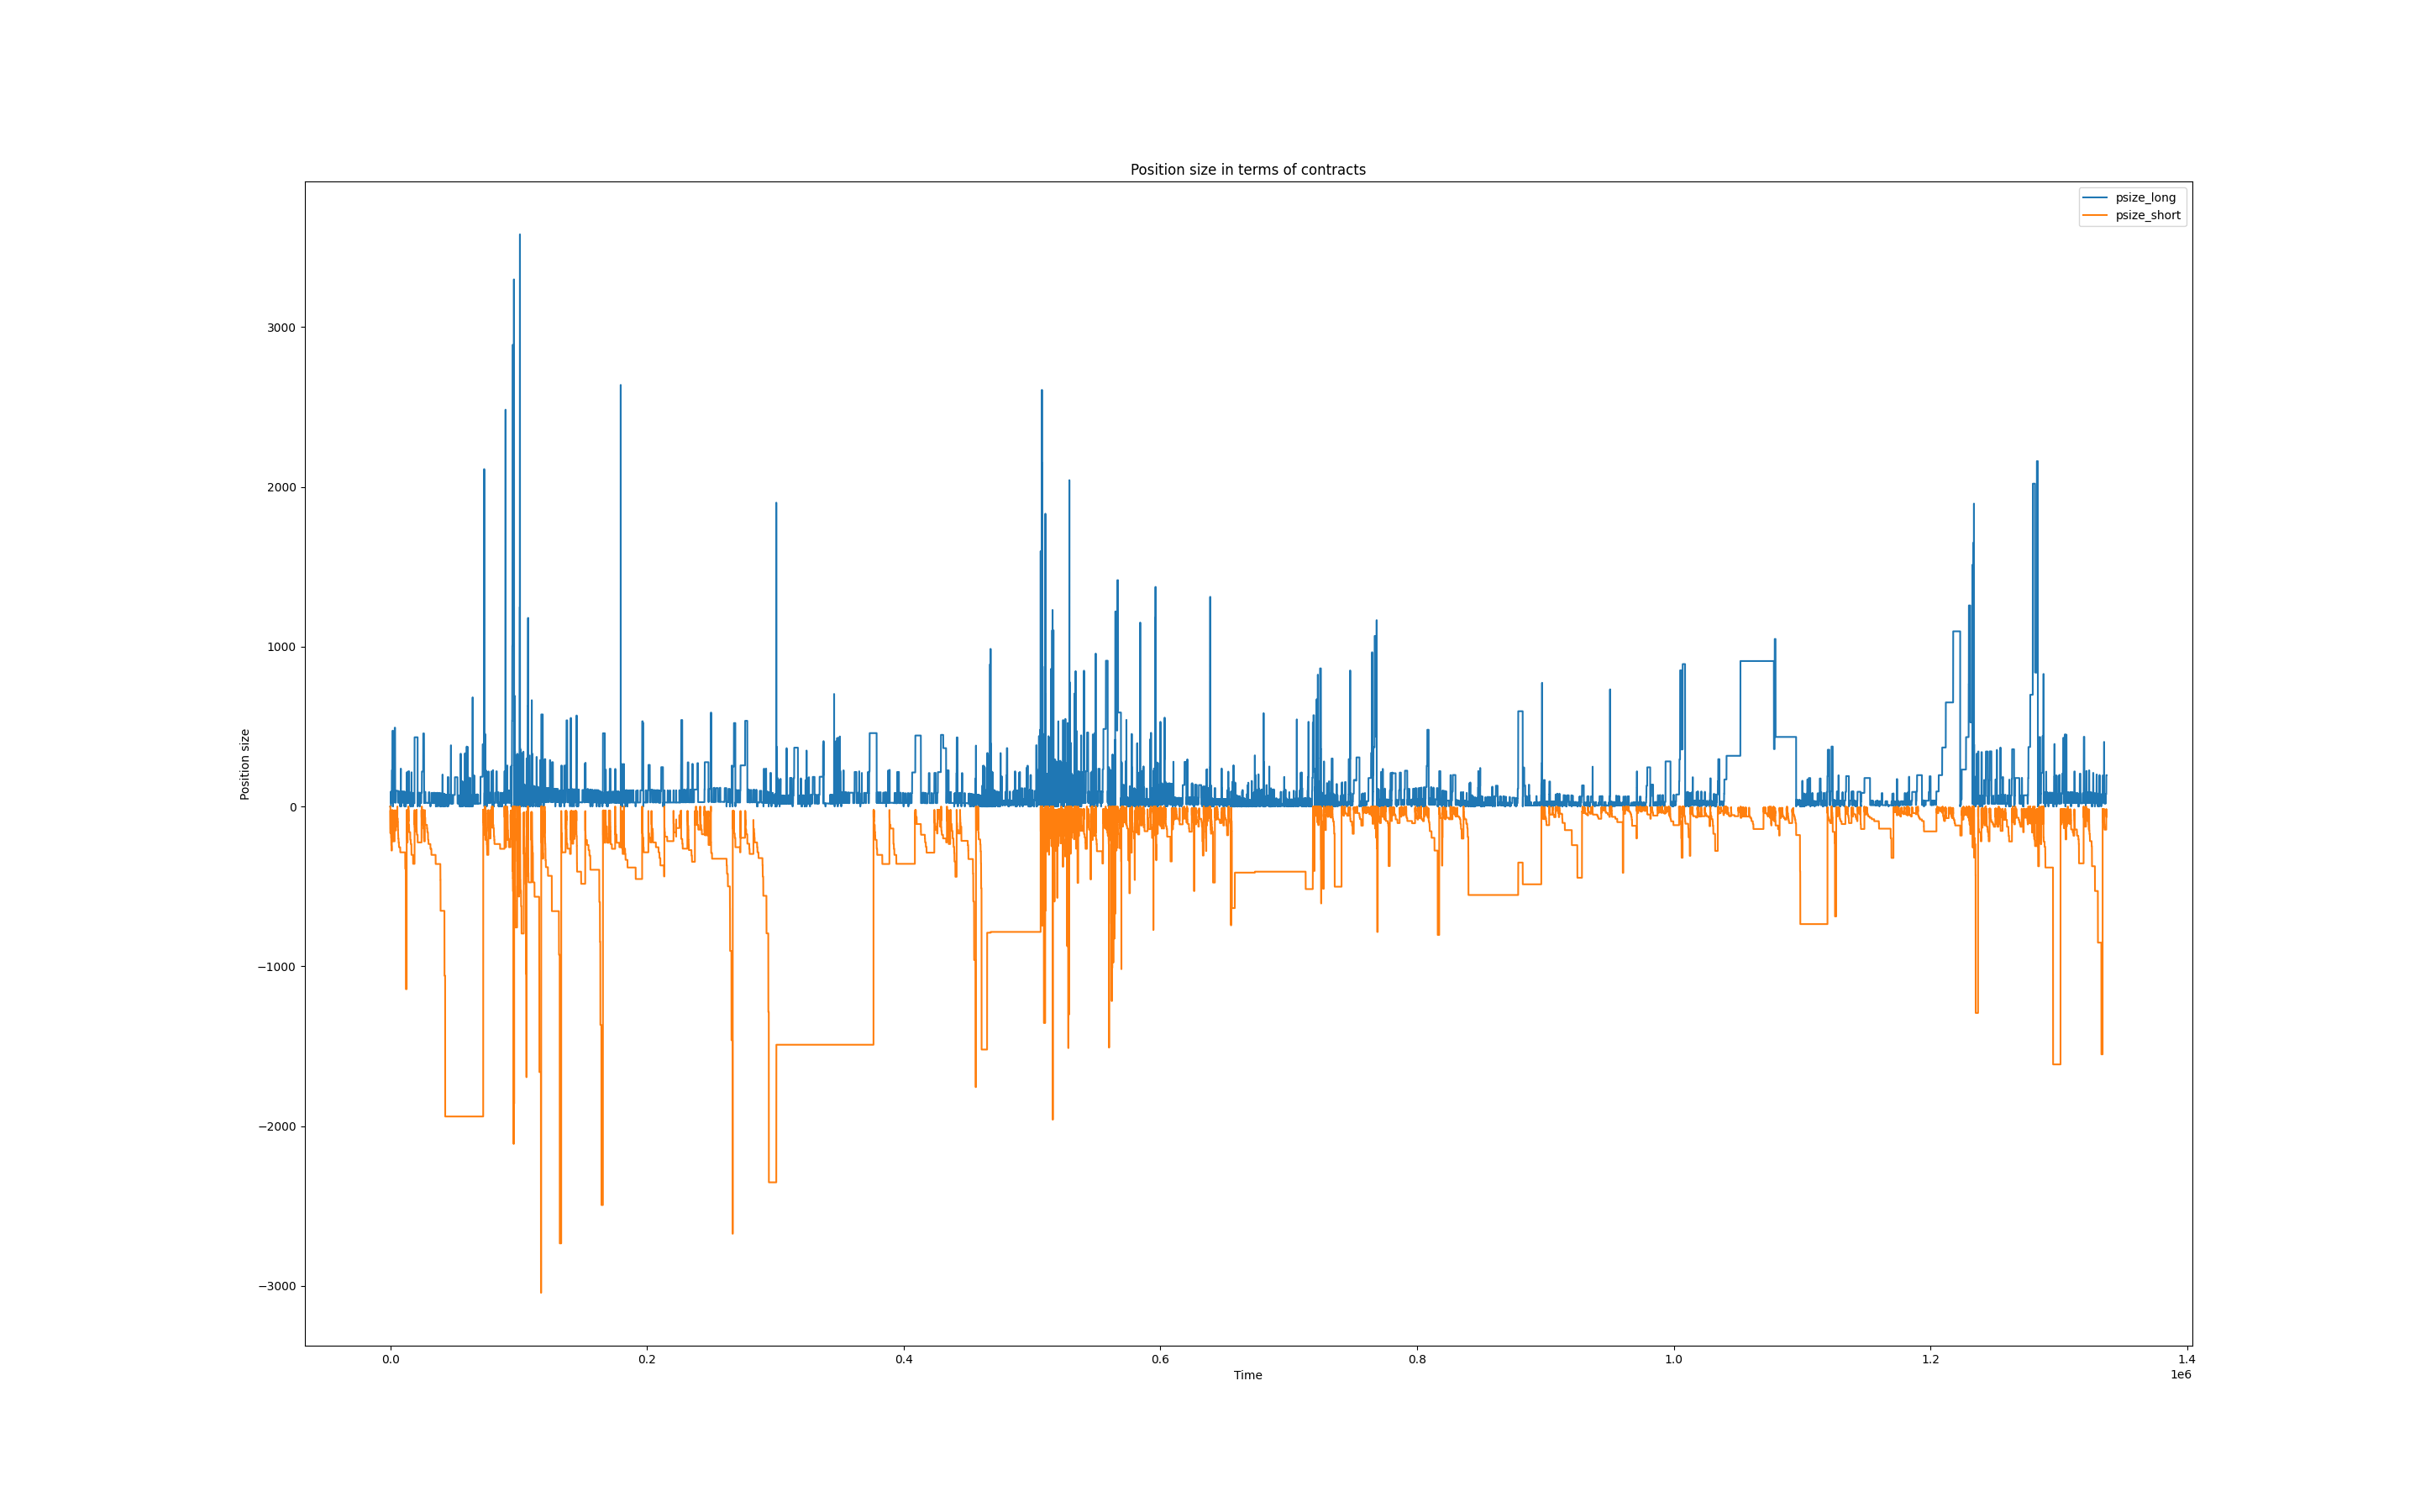 Position size in terms of contracts
psize_long
psize_short
Position size
3000
2000
1000
0
−1000
−2000
−3000
0.0
0.2
0.4
0.6
0.8
1.0
1.2
1.4
1e6
Time